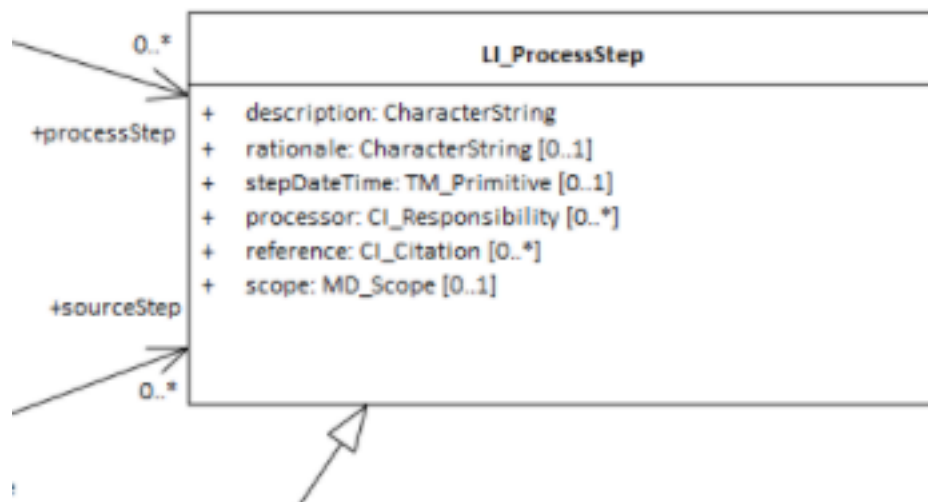 0..*
LI_ProcessStep
+processStep
+ description: CharacterString
+ rationale: CharacterString [0..1]
+ stepDateTime: TM_Primitive [0..1]
+ processor: CI_Responsibility [0..*]
+ reference: CI_Citation [0..*]
+ scope: MD_Scope [0..1]
+sourceStep
0..*